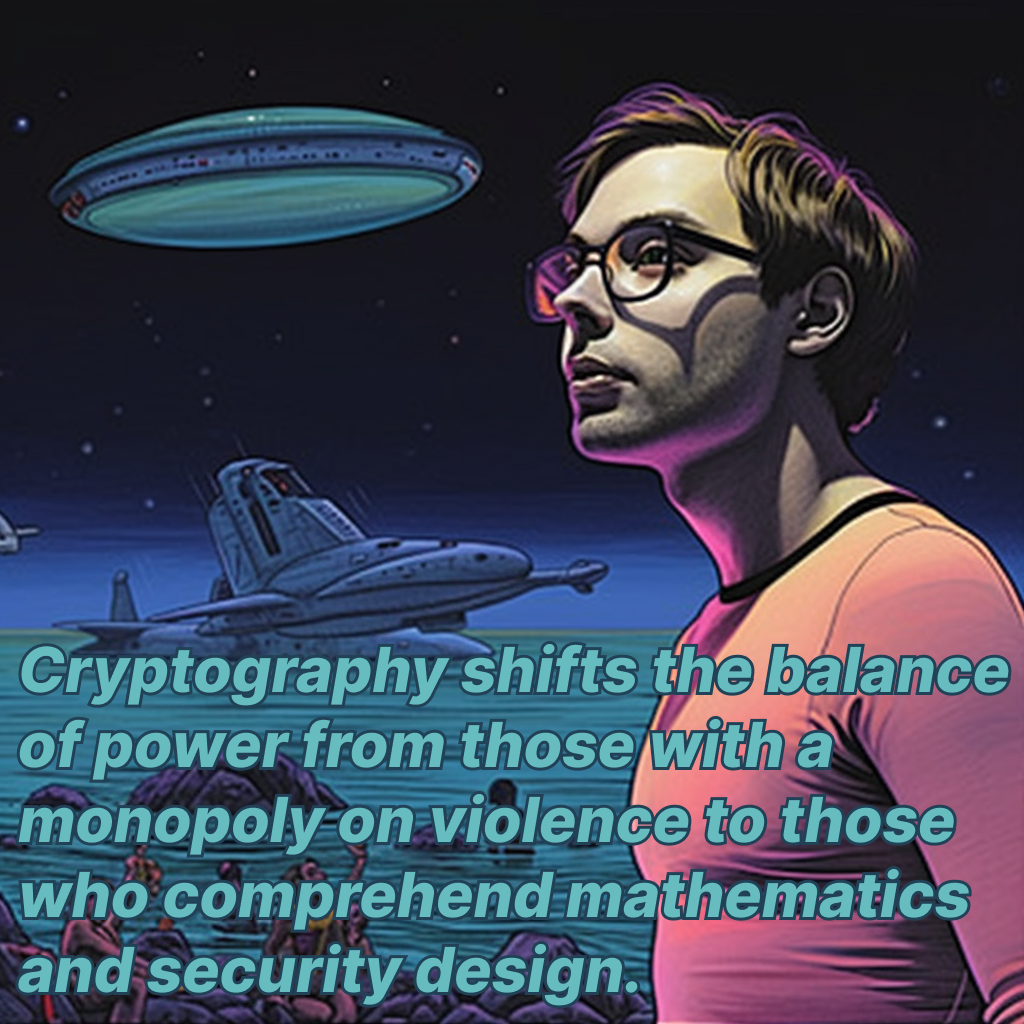 Cryptography shifts the balance
of power from those with a
monopoly on violence to those
who comprehend mathematics
and security design.